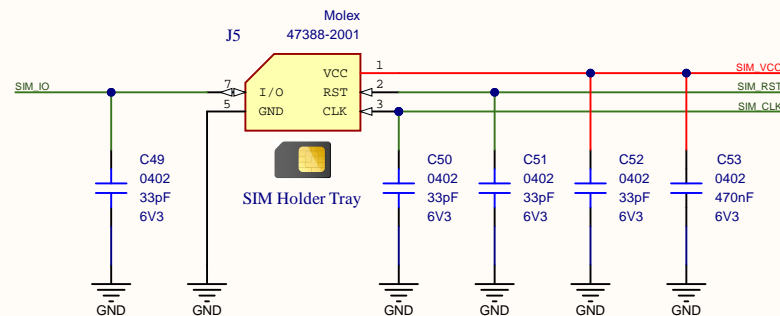 Molex
J5
47388-2001
1
VCC
SIM_VCC
SIM_IO
7
I/O
RST
2
SIM_RST
5
GND
CLK
3
SIM_CLK
C49
0402
33pF
6V3
SIM Holder Tray
C50
0402
33pF
6V3
C51
0402
33pF
6V3
C52
0402
33pF
6V3
C53
0402
470nF
6V3
GND
GND
GND
GND
GND
GND